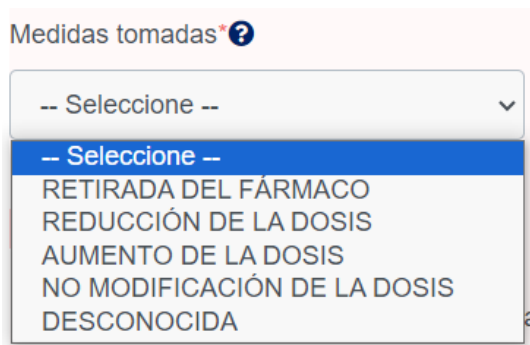 Medidas tomadas*?
-- Seleccione --
-- Seleccione --
RETIRADA DEL FÁRMACO
REDUCCIÓN DE LA DOSIS
AUMENTO DE LA DOSIS
NO MODIFICACIÓN DE LA DOSIS
DESCONOCIDA